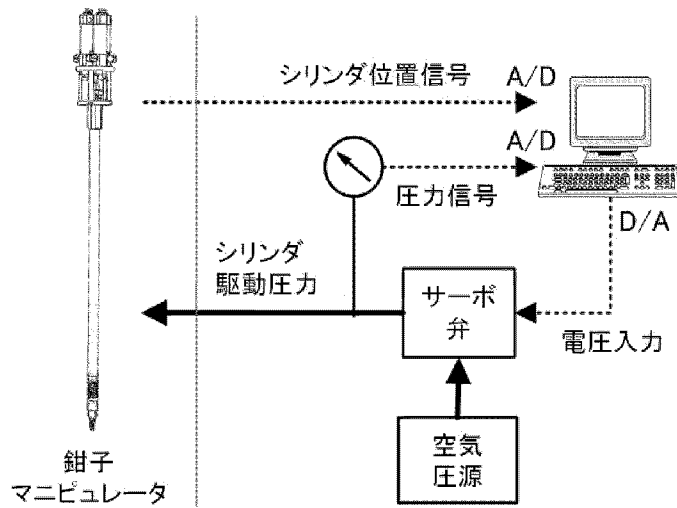 シリンダ位置信号
A/D
A/D
圧力信号
D/A
シリンダ
駆動圧力
サーボ
弁
電圧入力
空気
圧源
鉗子
マニピュレータ